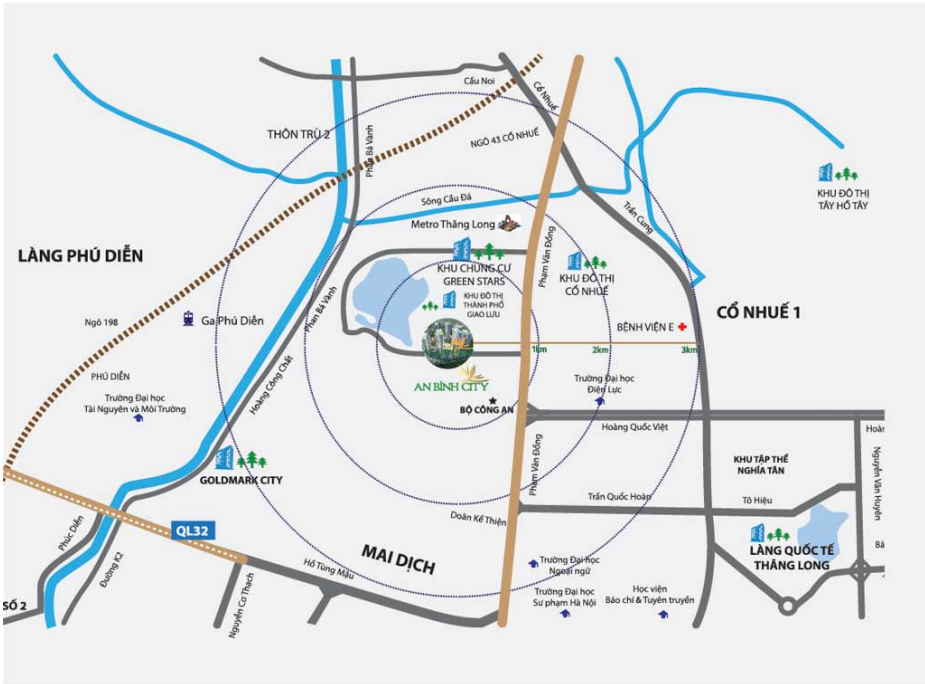 Cầu Noi
Cổ Nhuế
THÔN TRÙ 2
Phan Bá Vành
NGÕ 43 CỔ NHUẾ
KHU ĐÔ THỊ
TÂY HỒ TÂY
Sông Cầu Đá
Trần Cung
Metro Thăng Long
Phạm Văn Đồng
LÀNG PHÚ DIỄN
KHU CHUNG CƯ
GREEN STARS
KHU ĐÔ THỊ
CỔ NHUẾ
KHU ĐÔ THỊ
THÀNH PHỐ
GIAO LƯU
Phan Bá Vành
CỔ NHUẾ 1
Ngõ 198
Ga Phú Diễn
BỆNH VIỆN E
1km
2km
3km
PHÚ DIỄN
Hoàng Công Chất
AN BÌNH CITY
Trường Đại học
Điện Lực
Trường Đại học
Tài Nguyên và Môi Trường
BỘ CÔNG AN
Hoàng Quốc Việt
Hoàn
Nguyễn Văn Huyên
Phạm Văn Đồng
KHU TẬP THỂ
NGHĨA TÂN
GOLDMARK CITY
Trần Quốc Hoàn
Tô Hiệu
Doãn Kế Thiện
Phúc Diễn
QL32
Bả
MAI DỊCH
LÀNG QUỐC TẾ
THĂNG LONG
Đường K2
Hồ Tùng Mậu
Trường Đại học
Ngoại ngữ
Nguyễn Cơ Thạch
Trường Đại học
Sư phạm Hà Nội
Học viện
Báo chí & Tuyên truyền
SỐ 2